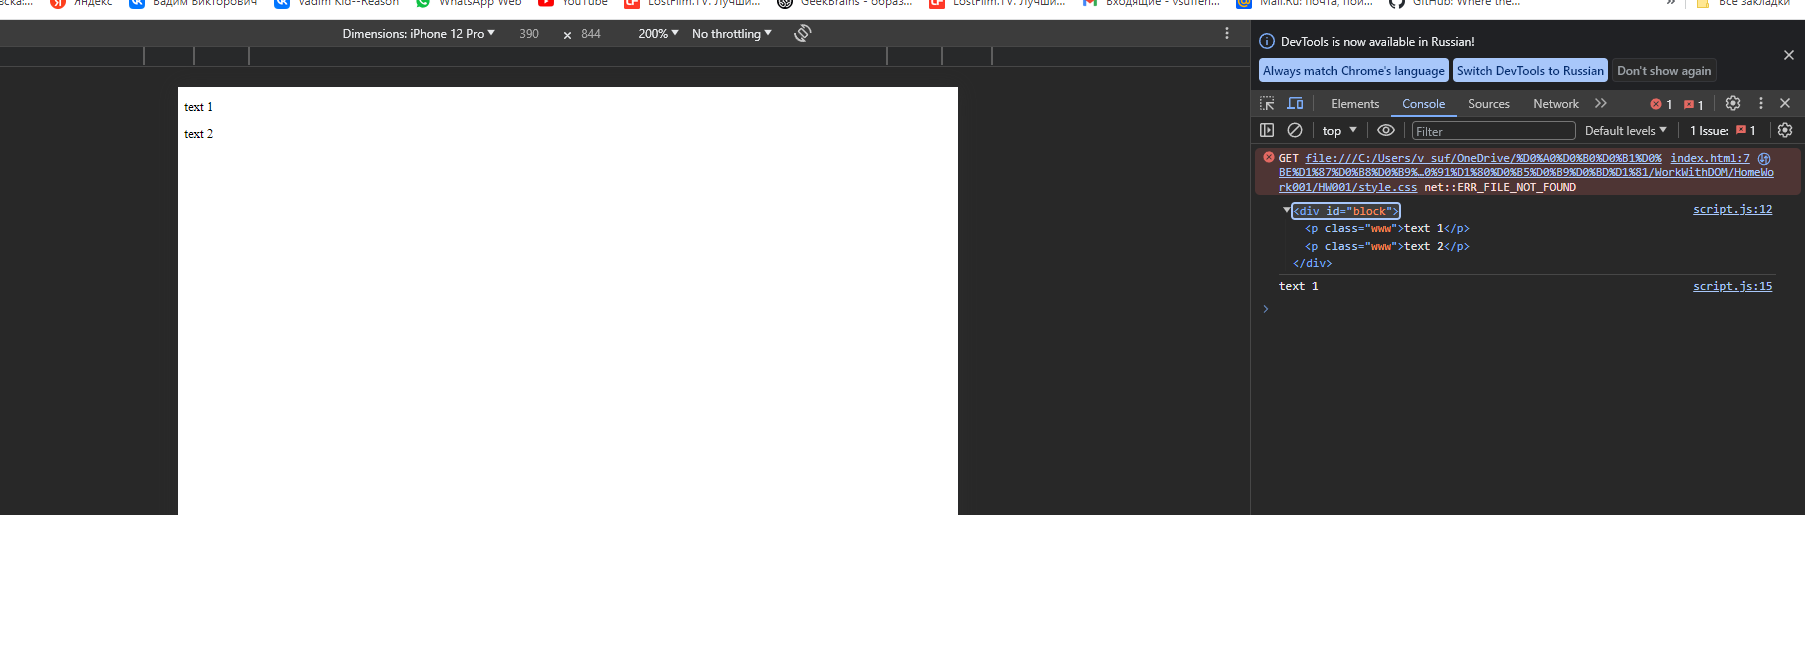 вска:...
Яндекс
Вадим Викторович
Vadim Kid--Reason
WhatsApp Web
YouTube
LostFilm.TV. Лучши...
GeekBrains - образ...
LostFilm.TV. Лучши...
Входящие - vsuffen...
Mail.Ru: почта, пои...
GitHub: Where the...
»
Все закладки
Dimensions: iPhone 12 Pro
390 × 844
200%
No throttling
text 1
text 2
DevTools is now available in Russian!
Always match Chrome's language
Switch DevTools to Russian
Don't show again
Elements
Console
Sources
Network
1
1
top
Filter
Default levels
1 Issue: 1
GET file:///C:/Users/v_suf/OneDrive/%D0%A0%D0%B0%D0%B1%D0% index.html:7
BE%D1%87%D0%B8%D0%B9%…0%91%D1%80%D0%B5%D0%B9%D0%BD%D1%81/WorkWithDOM/HomeWo
rk001/HW001/style.css net::ERR_FILE_NOT_FOUND
<div id="block"> script.js:12
<p class="www">text 1</p>
<p class="www">text 2</p>
</div>
text 1 script.js:15